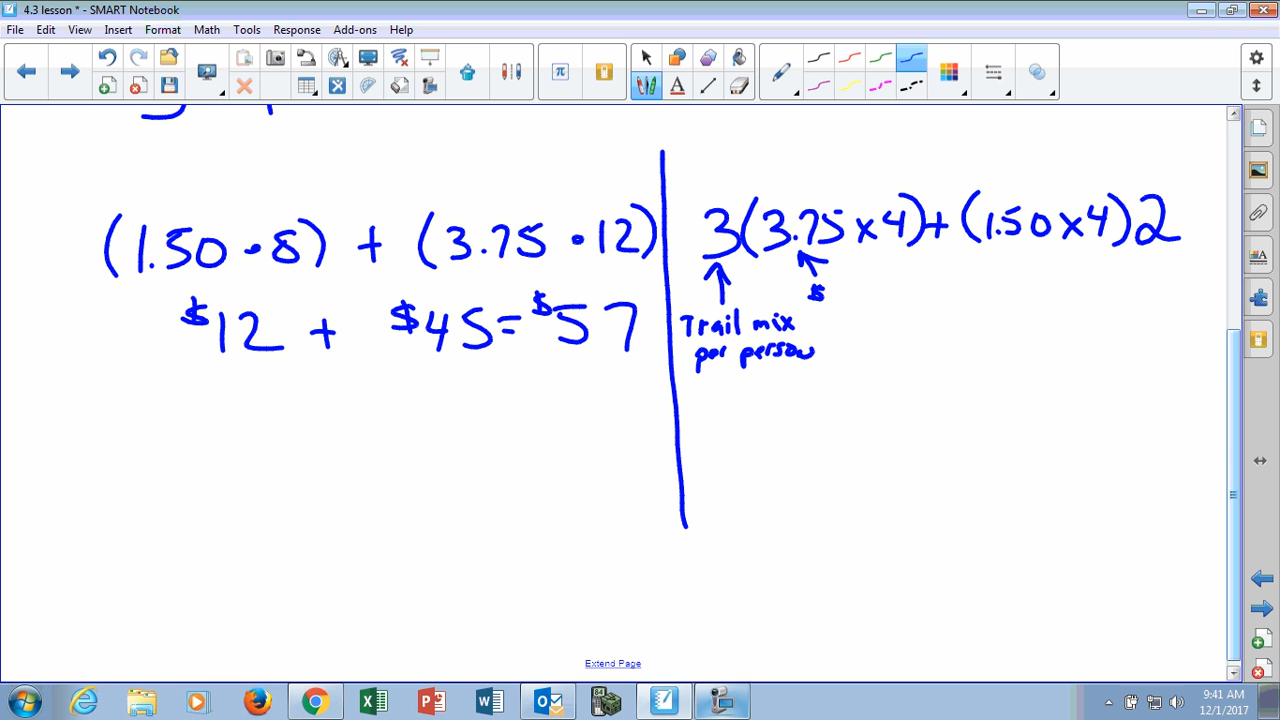 4.3 lesson * - SMART Notebook
File Edit View Insert Format Math Tools Response Add-ons Help
(1.50 • 8) + (3.75 • 12)
$12 + $45 = $57
3(3.75 x 4) + (1.50 x 4)2
$
Trail mix
per person
Extend Page
9:41 AM
12/1/2017